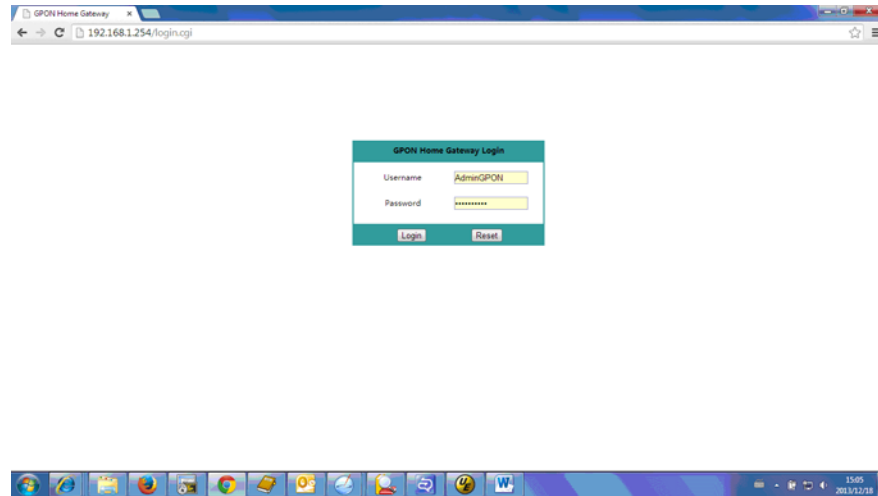 GPON Home Gateway
192.168.1.254/login.cgi
GPON Home Gateway Login
Username AdminGPON
Password ••••••••••
Login Reset
15:05
2013/12/18